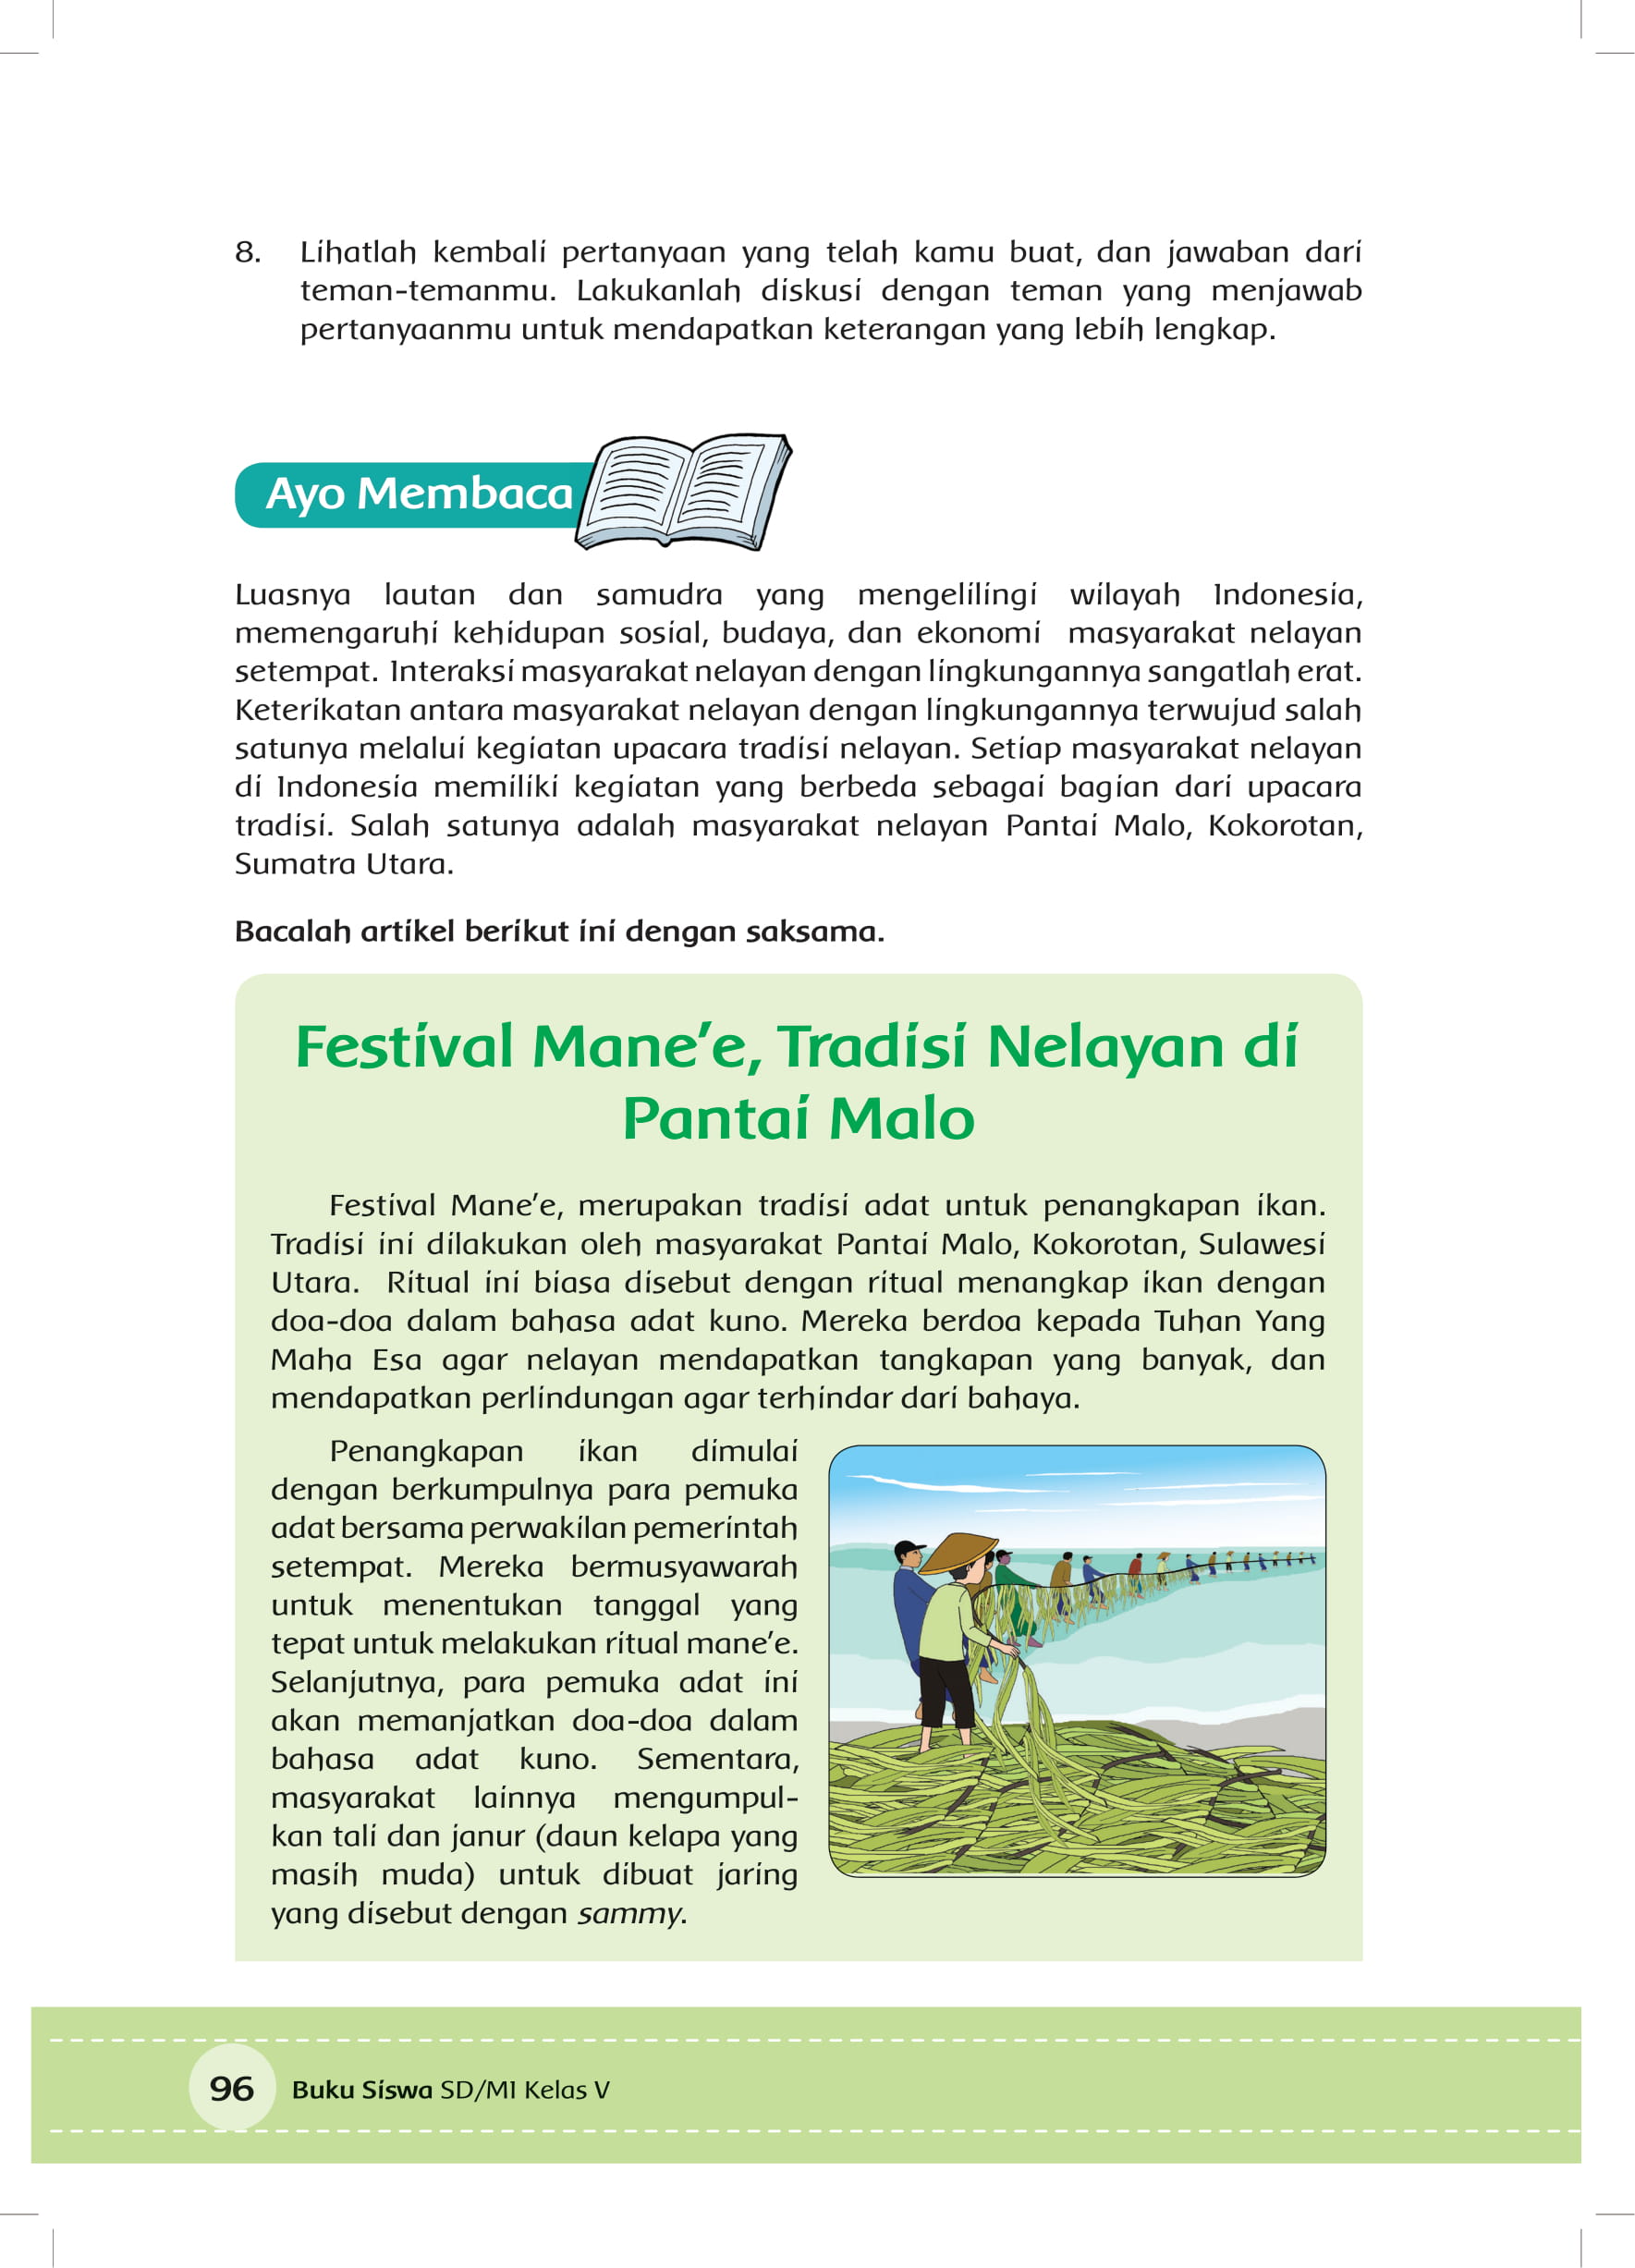 8. Lihatlah kembali pertanyaan yang telah kamu buat, dan jawaban dari
teman-temanmu. Lakukanlah diskusi dengan teman yang menjawab
pertanyaanmu untuk mendapatkan keterangan yang lebih lengkap.
Ayo Membaca
Luasnya lautan dan samudra yang mengelilingi wilayah Indonesia,
memengaruhi kehidupan sosial, budaya, dan ekonomi masyarakat nelayan
setempat. Interaksi masyarakat nelayan dengan lingkungannya sangatlah erat.
Keterikatan antara masyarakat nelayan dengan lingkungannya terwujud salah
satunya melalui kegiatan upacara tradisi nelayan. Setiap masyarakat nelayan
di Indonesia memiliki kegiatan yang berbeda sebagai bagian dari upacara
tradisi. Salah satunya adalah masyarakat nelayan Pantai Malo, Kokorotan,
Sumatra Utara.
Bacalah artikel berikut ini dengan saksama.
Festival Mane’e, Tradisi Nelayan di
Pantai Malo
Festival Mane’e, merupakan tradisi adat untuk penangkapan ikan.
Tradisi ini dilakukan oleh masyarakat Pantai Malo, Kokorotan, Sulawesi
Utara. Ritual ini biasa disebut dengan ritual menangkap ikan dengan
doa-doa dalam bahasa adat kuno. Mereka berdoa kepada Tuhan Yang
Maha Esa agar nelayan mendapatkan tangkapan yang banyak, dan
mendapatkan perlindungan agar terhindar dari bahaya.
Penangkapan ikan dimulai
dengan berkumpulnya para pemuka
adat bersama perwakilan pemerintah
setempat. Mereka bermusyawarah
untuk menentukan tanggal yang
tepat untuk melakukan ritual mane’e.
Selanjutnya, para pemuka adat ini
akan memanjatkan doa-doa dalam
bahasa adat kuno. Sementara,
masyarakat lainnya mengumpul-
kan tali dan janur (daun kelapa yang
masih muda) untuk dibuat jaring
yang disebut dengan sammy.
96 Buku Siswa SD/MI Kelas V